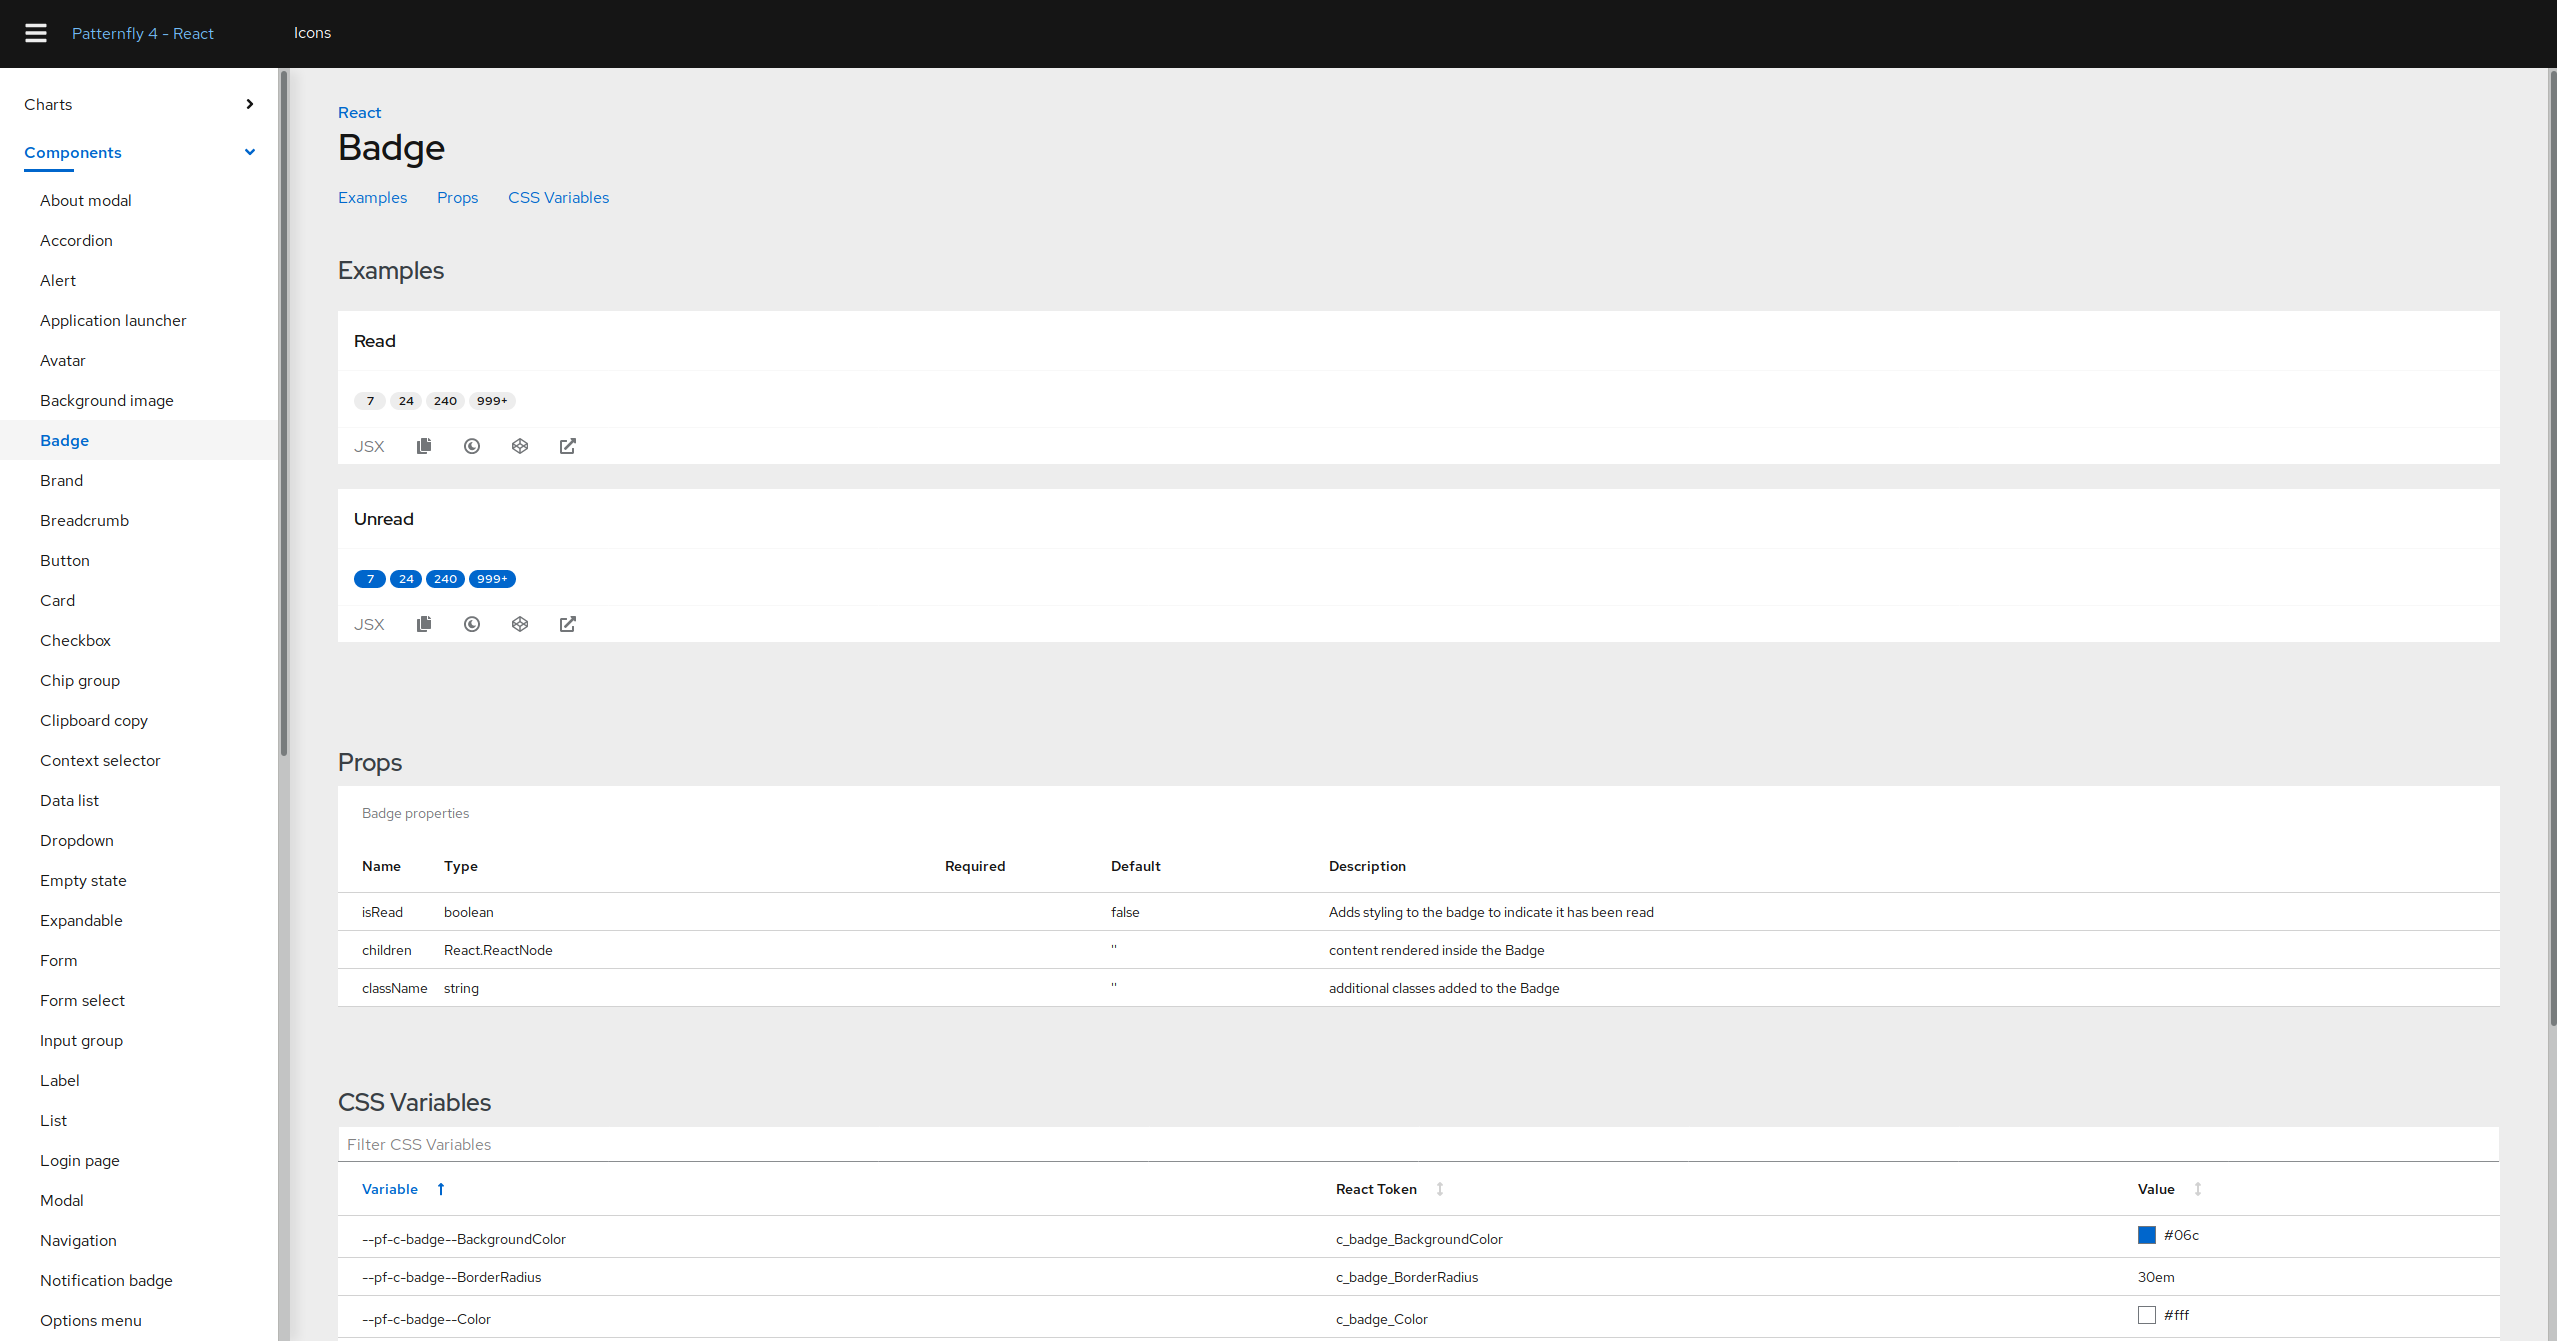 Patternfly 4 - React
Icons
Charts
Components
About modal
Accordion
Alert
Application launcher
Avatar
Background image
Badge
Brand
Breadcrumb
Button
Card
Checkbox
Chip group
Clipboard copy
Context selector
Data list
Dropdown
Empty state
Expandable
Form
Form select
Input group
Label
List
Login page
Modal
Navigation
Notification badge
Options menu
React
Badge
Examples Props CSS Variables
Examples
Read
7 24 240 999+
JSX
Unread
7 24 240 999+
JSX
Props
Badge properties
Name Type Required Default Description
isRead boolean false Adds styling to the badge to indicate it has been read
children React.ReactNode '' content rendered inside the Badge
className string '' additional classes added to the Badge
CSS Variables
Filter CSS Variables
Variable React Token Value
--pf-c-badge--BackgroundColor c_badge_BackgroundColor #06c
--pf-c-badge--BorderRadius c_badge_BorderRadius 30em
--pf-c-badge--Color c_badge_Color #fff